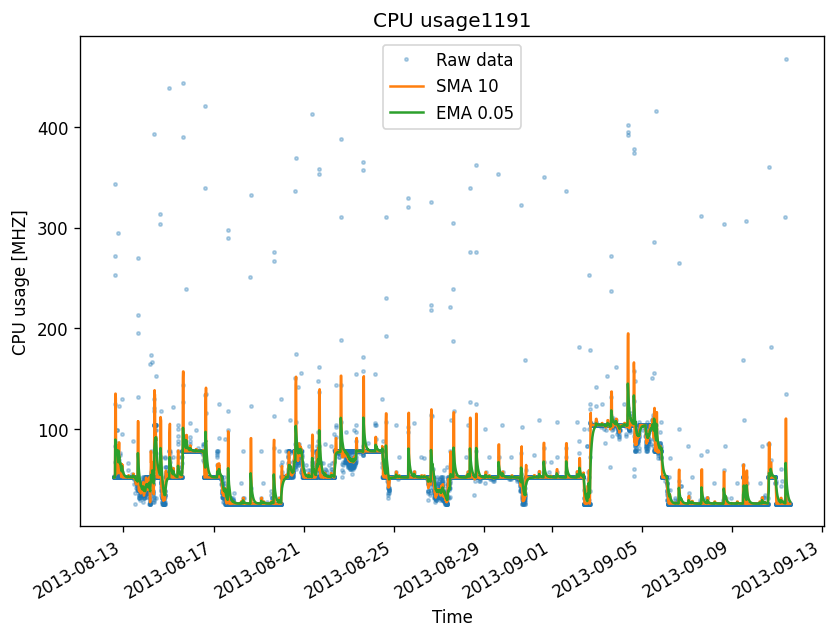 CPU usage1191
Raw data
SMA 10
EMA 0.05
CPU usage [MHZ]
400
300
200
100
2013-08-13
2013-08-17
2013-08-21
2013-08-25
2013-08-29
2013-09-01
2013-09-05
2013-09-09
2013-09-13
Time